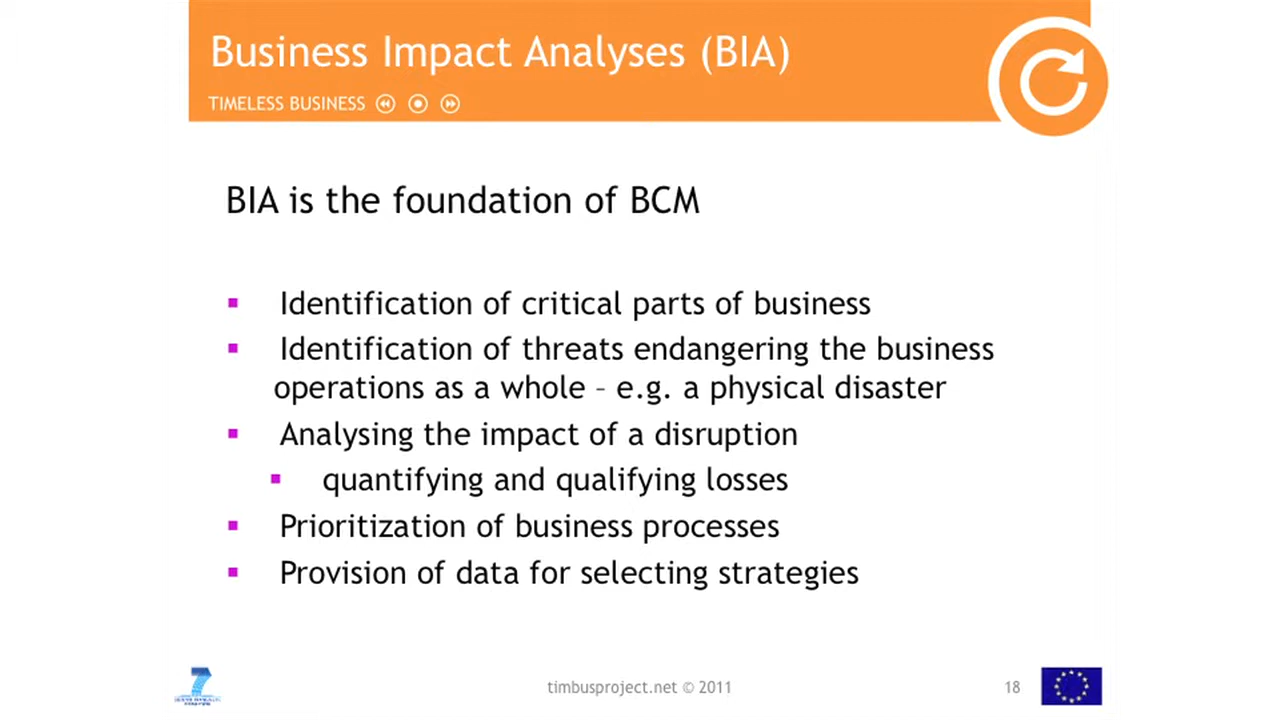 Business Impact Analyses (BIA)
TIMELESS BUSINESS
BIA is the foundation of BCM
Identification of critical parts of business
Identification of threats endangering the business
operations as a whole – e.g. a physical disaster
Analysing the impact of a disruption
quantifying and qualifying losses
Prioritization of business processes
Provision of data for selecting strategies
timbusproject.net © 2011
18